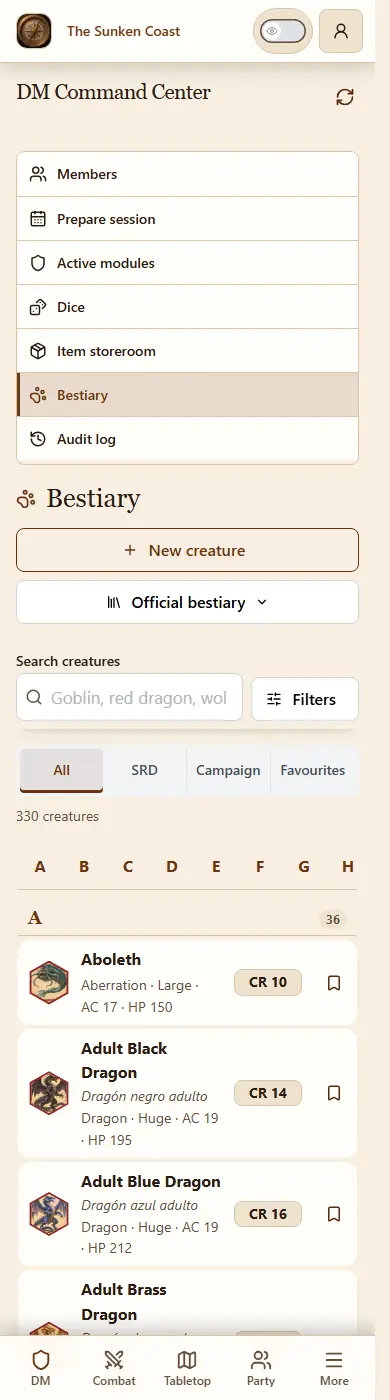 The Sunken Coast
DM Command Center
Members
Prepare session
Active modules
Dice
Item storeroom
Bestiary
Audit log
Bestiary
+ New creature
Official bestiary
Search creatures
Goblin, red dragon, wol
Filters
All
SRD
Campaign
Favourites
330 creatures
A B C D E F G H
A
36
Aboleth
Aberration · Large ·
AC 17 · HP 150
CR 10
Adult Black
Dragon
Dragón negro adulto
Dragon · Huge · AC 19
· HP 195
CR 14
Adult Blue Dragon
Dragón azul adulto
Dragon · Huge · AC 19
· HP 212
CR 16
Adult Brass
Dragon
DM
Combat
Tabletop
Party
More